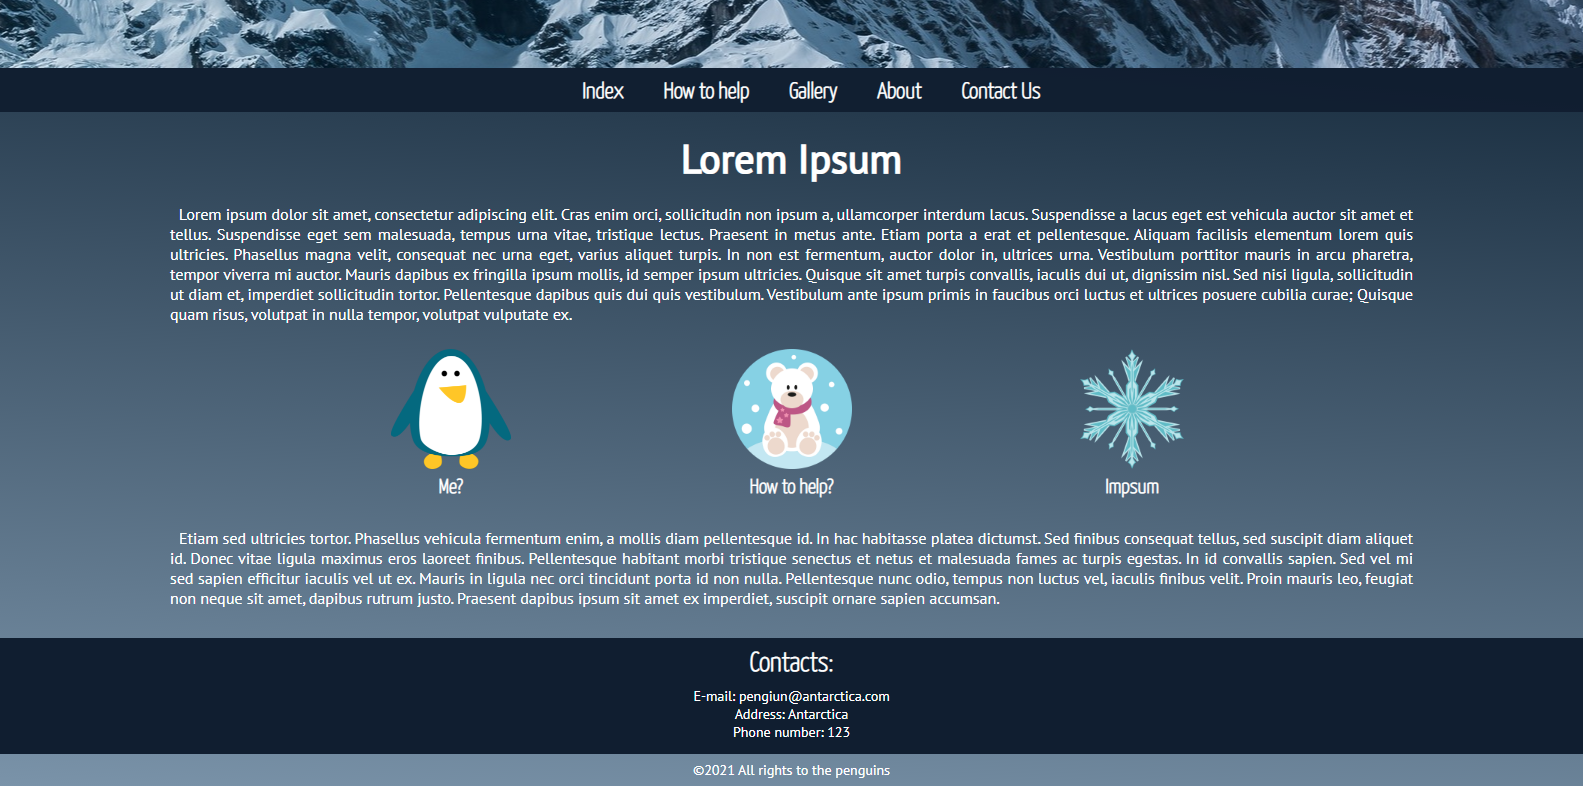 Index How to help Gallery About Contact Us
Lorem Ipsum
Lorem ipsum dolor sit amet, consectetur adipiscing elit. Cras enim orci, sollicitudin non ipsum a, ullamcorper interdum lacus. Suspendisse a lacus eget est vehicula auctor sit amet et
tellus. Suspendisse eget sem malesuada, tempus urna vitae, tristique lectus. Praesent in metus ante. Etiam porta a erat et pellentesque. Aliquam facilisis elementum lorem quis
ultricies. Phasellus magna velit, consequat nec urna eget, varius aliquet turpis. In non est fermentum, auctor dolor in, ultrices urna. Vestibulum porttitor mauris in arcu pharetra,
tempor viverra mi auctor. Mauris dapibus ex fringilla ipsum mollis, id semper ipsum ultricies. Quisque sit amet turpis convallis, iaculis dui ut, dignissim nisl. Sed nisi ligula, sollicitudin
ut diam et, imperdiet sollicitudin tortor. Pellentesque dapibus quis dui quis vestibulum. Vestibulum ante ipsum primis in faucibus orci luctus et ultrices posuere cubilia curae; Quisque
quam risus, volutpat in nulla tempor, volutpat vulputate ex.
Me? How to help? Impsum
Etiam sed ultricies tortor. Phasellus vehicula fermentum enim, a mollis diam pellentesque id. In hac habitasse platea dictumst. Sed finibus consequat tellus, sed suscipit diam aliquet
id. Donec vitae ligula maximus eros laoreet finibus. Pellentesque habitant morbi tristique senectus et netus et malesuada fames ac turpis egestas. In id convallis sapien. Sed vel mi
sed sapien efficitur iaculis vel ut ex. Mauris in ligula nec orci tincidunt porta id non nulla. Pellentesque nunc odio, tempus non luctus vel, iaculis finibus velit. Proin mauris leo, feugiat
non neque sit amet, dapibus rutrum justo. Praesent dapibus ipsum sit amet ex imperdiet, suscipit ornare sapien accumsan.
Contacts:
E-mail: pengiun@antarctica.com
Address: Antarctica
Phone number: 123
©2021 All rights to the penguins